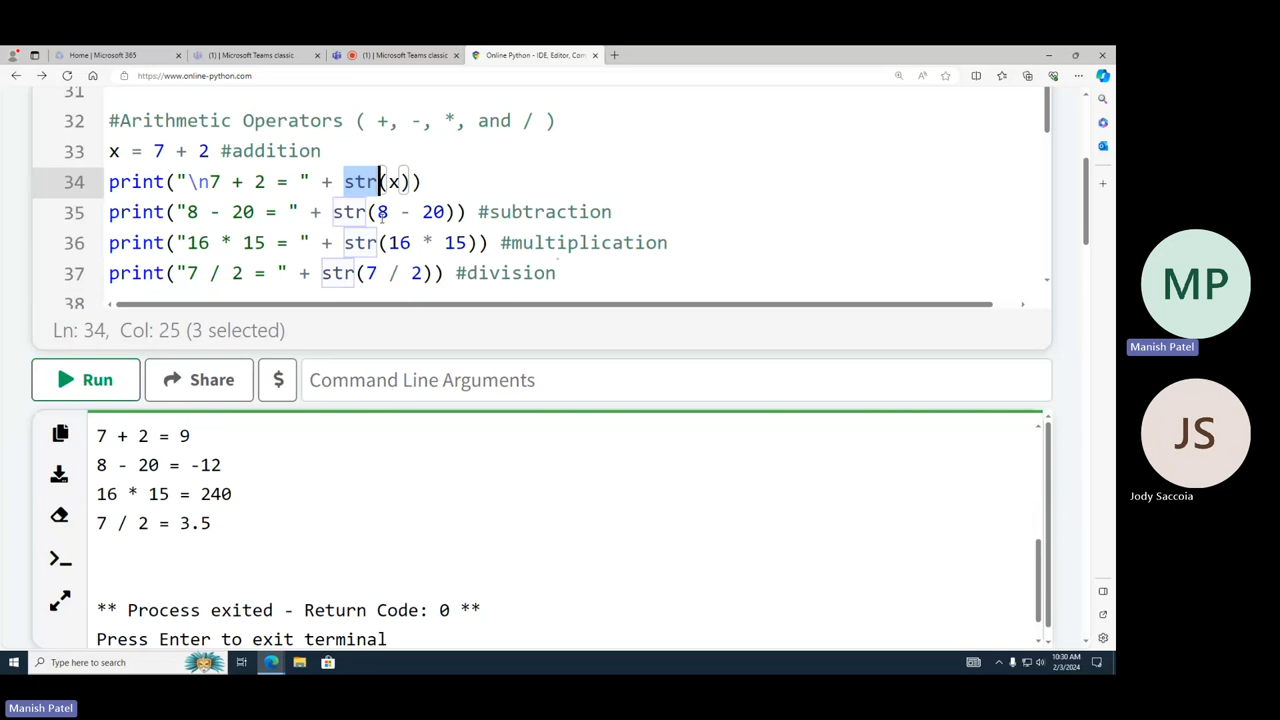 Home | Microsoft 365
(1) | Microsoft Teams classic
(1) | Microsoft Teams classic
Online Python - IDE, Editor, Com
https://www.online-python.com
31
32 #Arithmetic Operators ( +, -, *, and / )
33 x = 7 + 2 #addition
34 print("\n7 + 2 = " + str(x))
35 print("8 - 20 = " + str(8 - 20)) #subtraction
36 print("16 * 15 = " + str(16 * 15)) #multiplication
37 print("7 / 2 = " + str(7 / 2)) #division
38
Ln: 34, Col: 25 (3 selected)
Run
Share
$
Command Line Arguments
7 + 2 = 9
8 - 20 = -12
16 * 15 = 240
7 / 2 = 3.5
** Process exited - Return Code: 0 **
Press Enter to exit terminal
Type here to search
10:30 AM
2/3/2024
MP
Manish Patel
JS
Jody Saccoia
Manish Patel